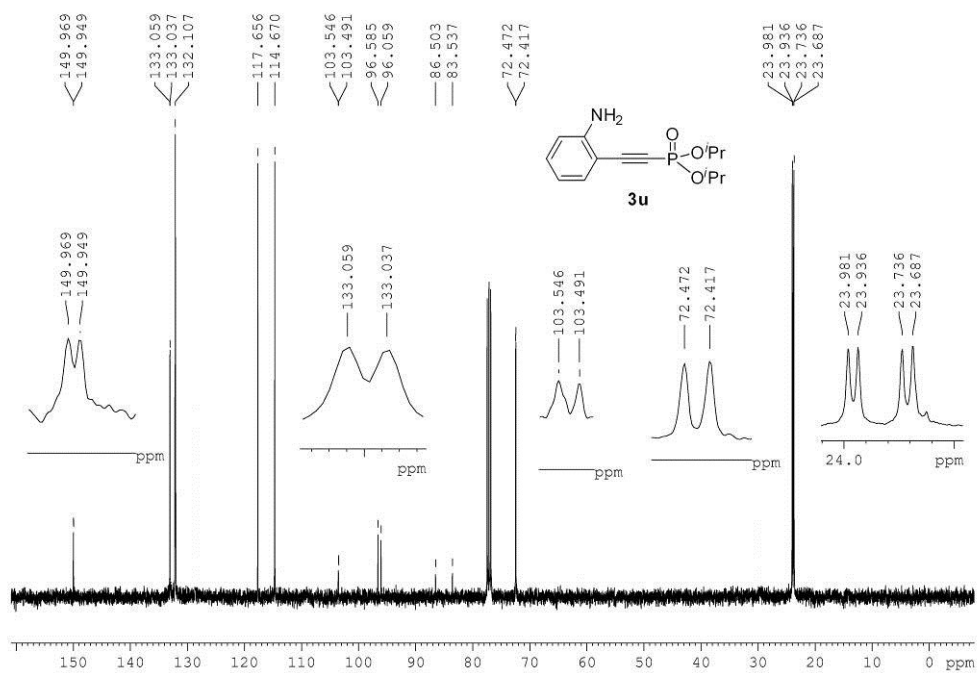 149.969
149.949
133.059
133.037
132.107
117.656
114.670
103.546
103.491
96.585
96.059
86.503
83.537
72.472
72.417
23.981
23.936
23.736
23.687
NH2
O
P
OiPr
OiPr
3u
149.969
149.949
ppm
133.059
133.037
ppm
103.546
103.491
ppm
72.472
72.417
ppm
23.981
23.936
23.736
23.687
24.0 ppm
150 140 130 120 110 100 90 80 70 60 50 40 30 20 10 0 ppm